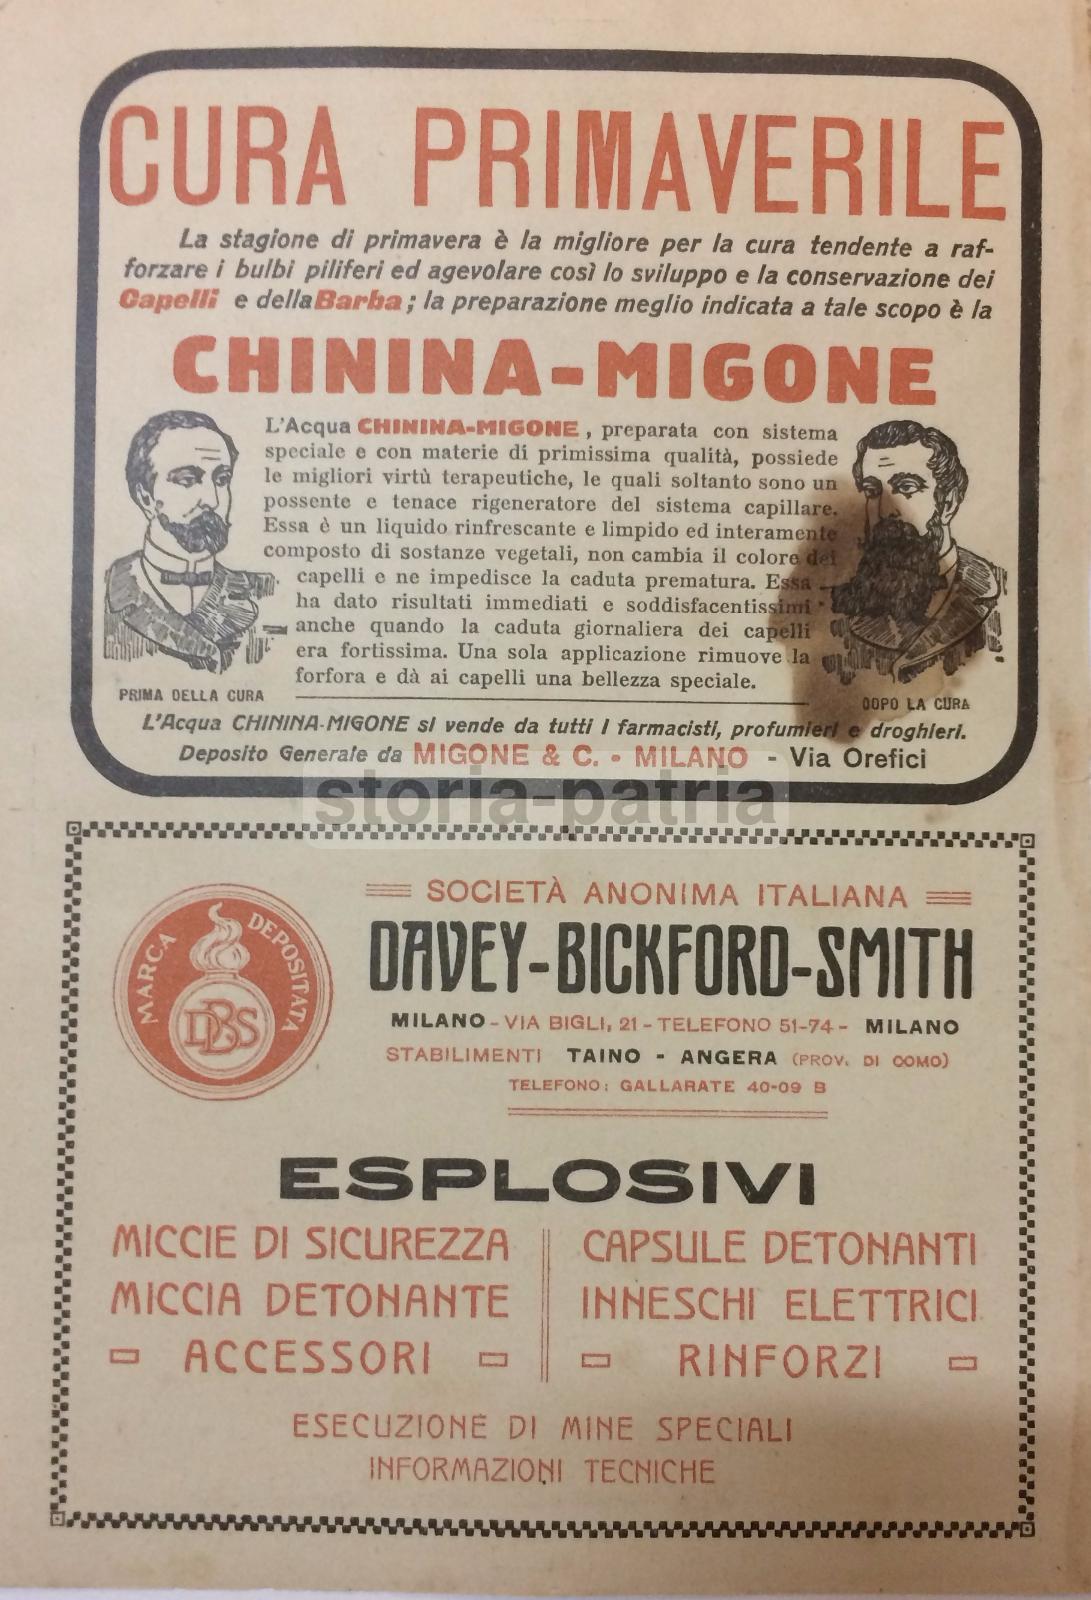 CURA PRIMAVERILE
La stagione di primavera è la migliore per la cura tendente a raf-
forzare i bulbi piliferi ed agevolare così lo sviluppo e la conservazione dei
Capelli e della Barba; la preparazione meglio indicata a tale scopo è la
CHININA-MIGONE
L'Acqua CHININA-MIGONE, preparata con sistema
speciale e con materie di primissima qualità, possiede
le migliori virtù terapeutiche, le quali soltanto sono un
possente e tenace rigeneratore del sistema capillare.
Essa è un liquido rinfrescante e limpido ed interamente
composto di sostanze vegetali, non cambia il colore dei
capelli e ne impedisce la caduta prematura. Essa
ha dato risultati immediati e soddisfacentissimi
anche quando la caduta giornaliera dei capelli
era fortissima. Una sola applicazione rimuove la
forfora e dà ai capelli una bellezza speciale.
PRIMA DELLA CURA
DOPO LA CURA
L'Acqua CHININA-MIGONE si vende da tutti i farmacisti, profumieri e droghieri.
Deposito Generale da MIGONE & C. - MILANO - Via Orefici
storia-patria
MARCA DEPOSITATA
DBS
SOCIETÀ ANONIMA ITALIANA
DAVEY-BICKFORD-SMITH
MILANO - VIA BIGLI, 21 - TELEFONO 51-74 - MILANO
STABILIMENTI TAINO - ANGERA (PROV. DI COMO)
TELEFONO: GALLARATE 40-09 B
ESPLOSIVI
MICCIE DI SICUREZZA
MICCIA DETONANTE
ACCESSORI
CAPSULE DETONANTI
INNESCHI ELETTRICI
RINFORZI
ESECUZIONE DI MINE SPECIALI
INFORMAZIONI TECNICHE